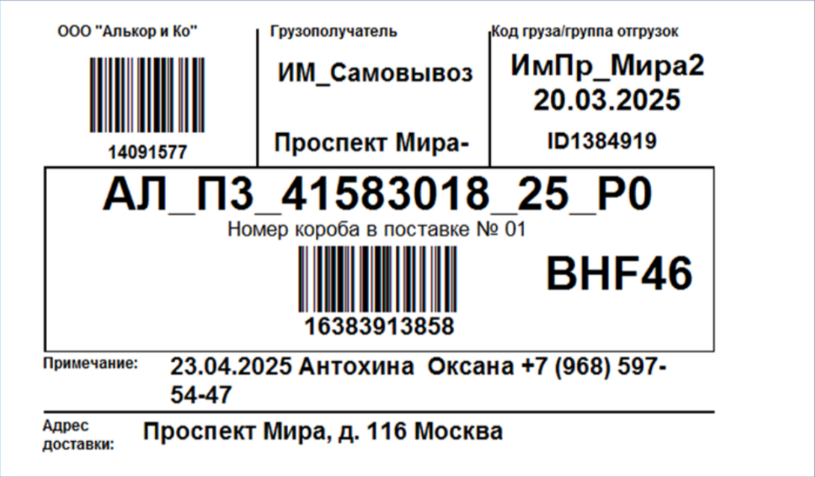 ООО "Алькор и Ко"
14091577
Грузополучатель
ИМ_Самовывоз
Проспект Мира-
Код груза/группа отгрузок
ИмПр_Мира2
20.03.2025
ID1384919
АЛ_ПЗ_41583018_25_Р0
Номер короба в поставке № 01
16383913858
BHF46
Примечание:
23.04.2025 Антохина Оксана +7 (968) 597-
54-47
Адрес
доставки:
Проспект Мира, д. 116 Москва